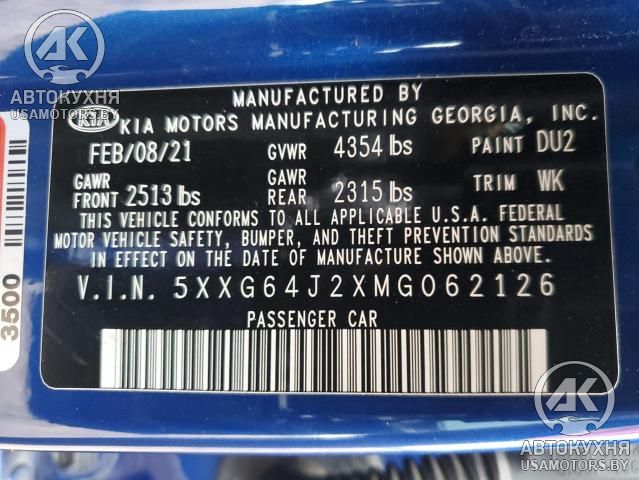 AK
АВТОКУХНЯ
USAMOTORS.BY
MANUFACTURED BY
KIA KIA MOTORS MANUFACTURING GEORGIA, INC.
FEB/08/21 GVWR 4354 lbs PAINT DU2
GAWR FRONT 2513 lbs GAWR REAR 2315 lbs TRIM WK
THIS VEHICLE CONFORMS TO ALL APPLICABLE U.S.A. FEDERAL
MOTOR VEHICLE SAFETY, BUMPER, AND THEFT PREVENTION STANDARDS
IN EFFECT ON THE DATE OF MANUFACTURE SHOWN ABOVE.
V.I.N. 5XXG64J2XMG062126
PASSENGER CAR
3500
AK
АВТОКУХНЯ
USAMOTORS.BY